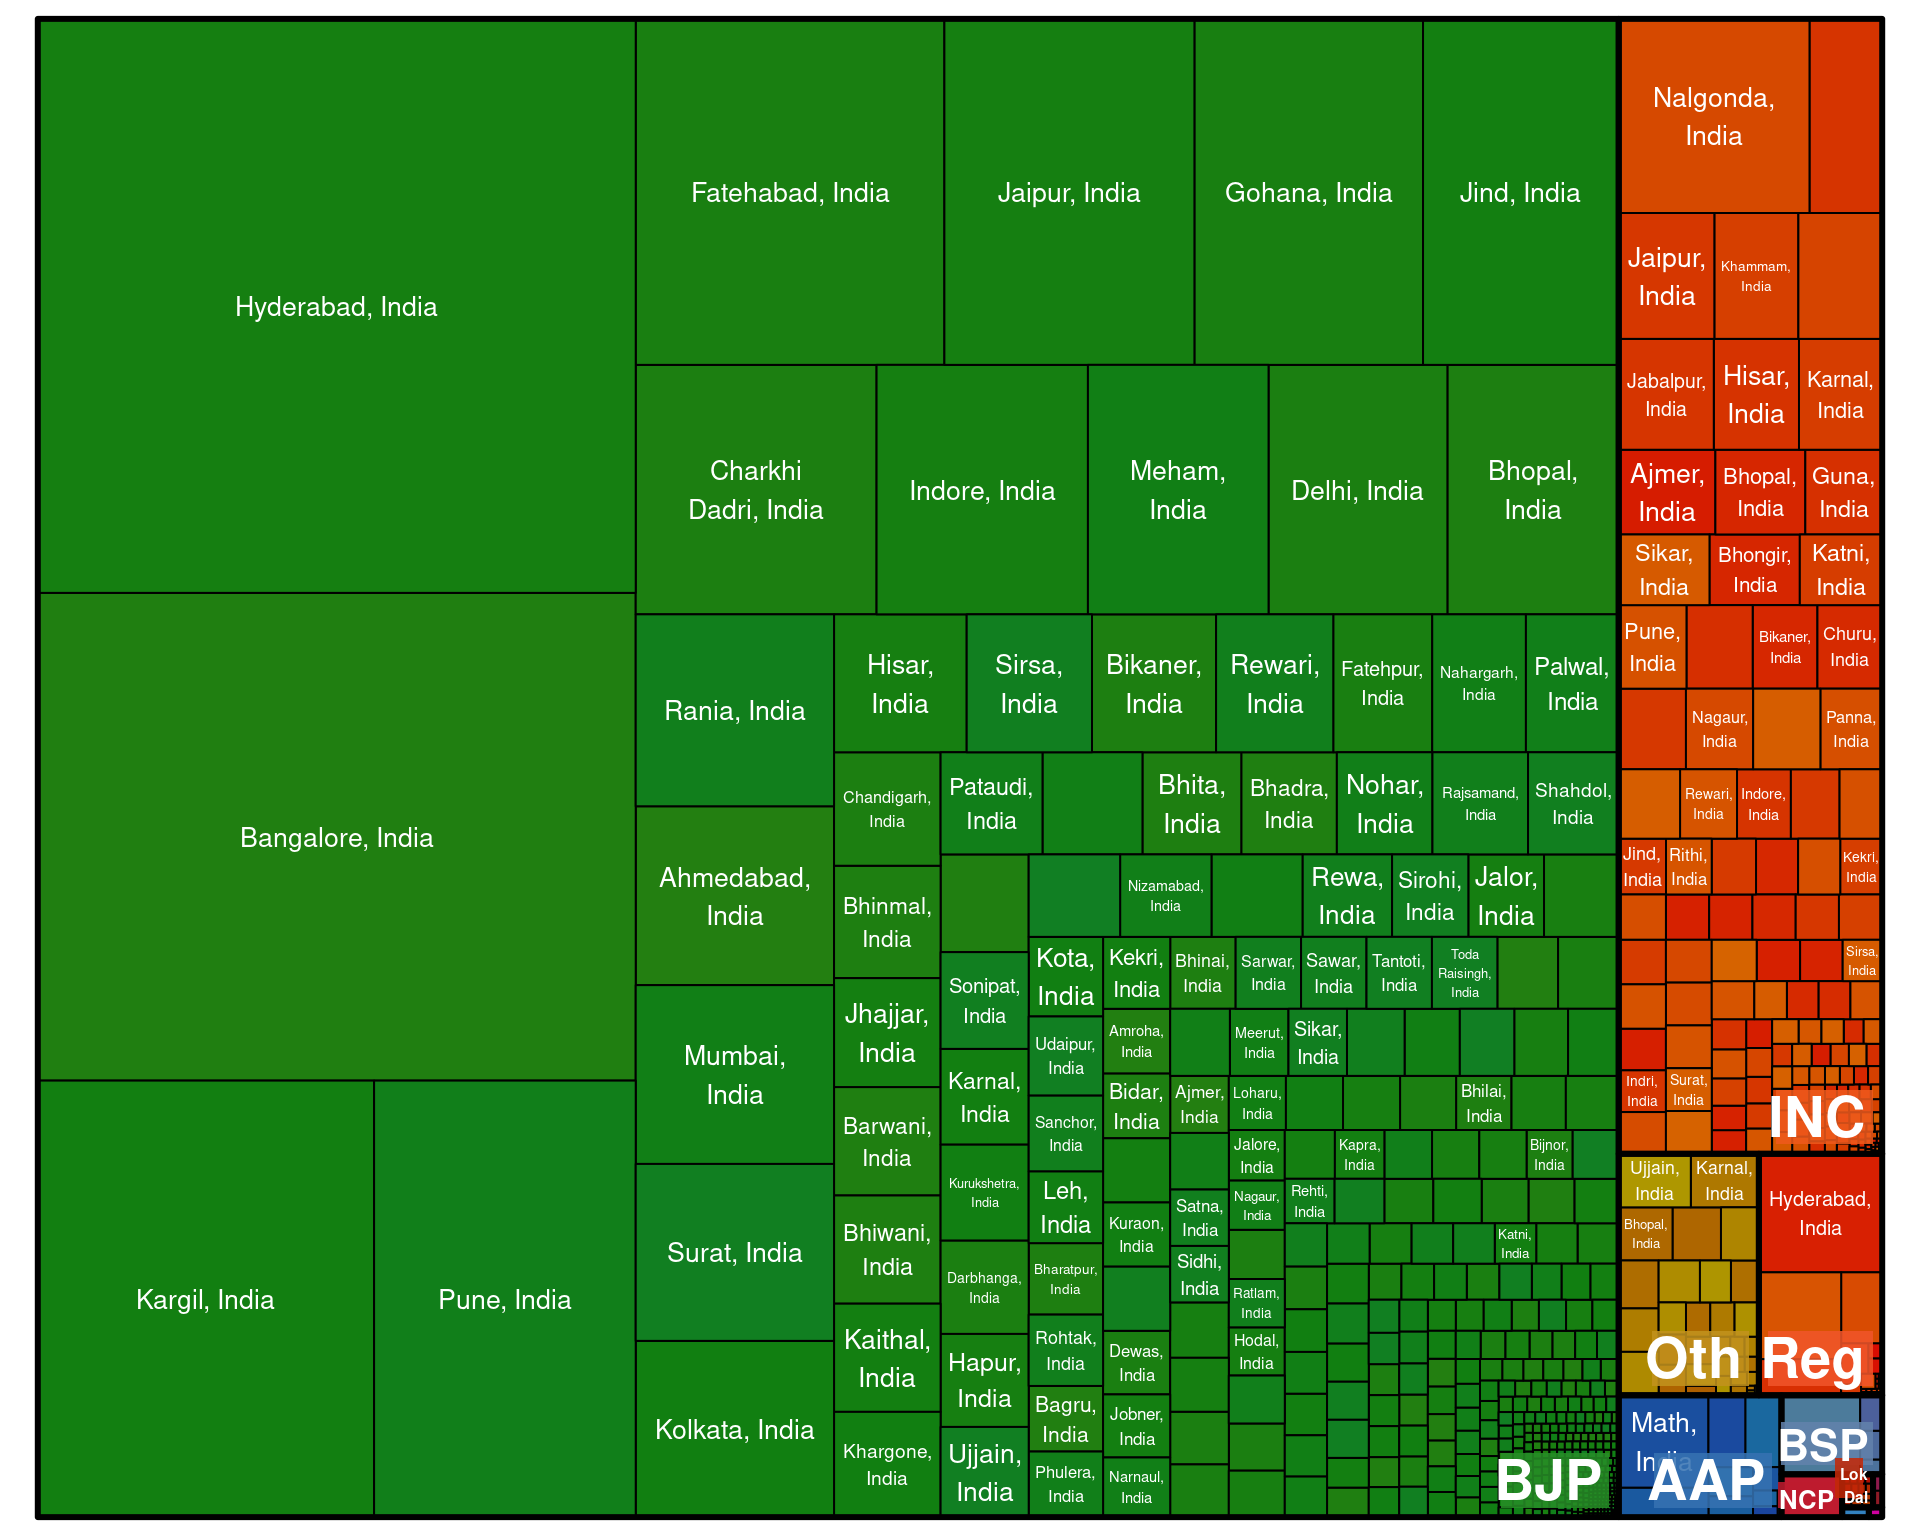 Hyderabad, India
Bangalore, India
Kargil, India
Pune, India
Fatehabad, India
Jaipur, India
Gohana, India
Jind, India
Charkhi
Dadri, India
Indore, India
Meham,
India
Delhi, India
Bhopal,
India
Rania, India
Ahmedabad,
India
Mumbai,
India
Surat, India
Kolkata, India
Hisar,
India
Sirsa,
India
Bikaner,
India
Rewari,
India
Fatehpur,
India
Nahargarh,
India
Palwal,
India
Chandigarh,
India
Bhinmal,
India
Jhajjar,
India
Barwani,
India
Bhiwani,
India
Kaithal,
India
Khargone,
India
Pataudi,
India
Bhita,
India
Bhadra,
India
Nohar,
India
Rajsamand,
India
Shahdol,
India
Sonipat,
India
Karnal,
India
Kurukshetra,
India
Darbhanga,
India
Hapur,
India
Ujjain,
India
Nizamabad,
India
Rewa,
India
Sirohi,
India
Jalor,
India
Kota,
India
Udaipur,
India
Sanchor,
India
Leh,
India
Bharatpur,
India
Rohtak,
India
Bagru,
India
Phulera,
India
Kekri,
India
Bhinai,
India
Sarwar,
India
Sawar,
India
Tantoti,
India
Toda
Raisingh,
India
Amroha,
India
Bidar,
India
Kuraon,
India
Dewas,
India
Jobner,
India
Narnaul,
India
Meerut,
India
Sikar,
India
Ajmer,
India
Loharu,
India
Bhilai,
India
Satna,
India
Sidhi,
India
Jalore,
India
Kapra,
India
Bijnor,
India
Nagaur,
India
Rehti,
India
Ratlam,
India
Hodal,
India
Katni,
India
BJP
Nalgonda,
India
Jaipur,
India
Khammam,
India
Jabalpur,
India
Hisar,
India
Karnal,
India
Ajmer,
India
Bhopal,
India
Guna,
India
Sikar,
India
Bhongir,
India
Katni,
India
Pune,
India
Bikaner,
India
Churu,
India
Nagaur,
India
Panna,
India
Rewari,
India
Indore,
India
Jind,
India
Rithi,
India
Kekri,
India
Sirsa,
India
Indri,
India
Surat,
India
INC
Ujjain,
India
Karnal,
India
Bhopal,
India
Oth
Hyderabad,
India
Reg
Math,
India
AAP
BSP
NCP
Lok
Dal